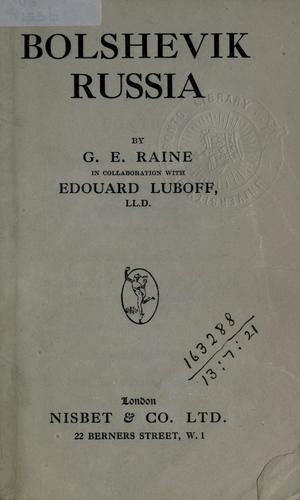 BOLSHEVIK
RUSSIA
BY
G. E. RAINE
IN COLLABORATION WITH
EDOUARD LUBOFF,
LL.D.
163288
13:7:21
London
NISBET & CO. LTD.
22 BERNERS STREET, W. 1